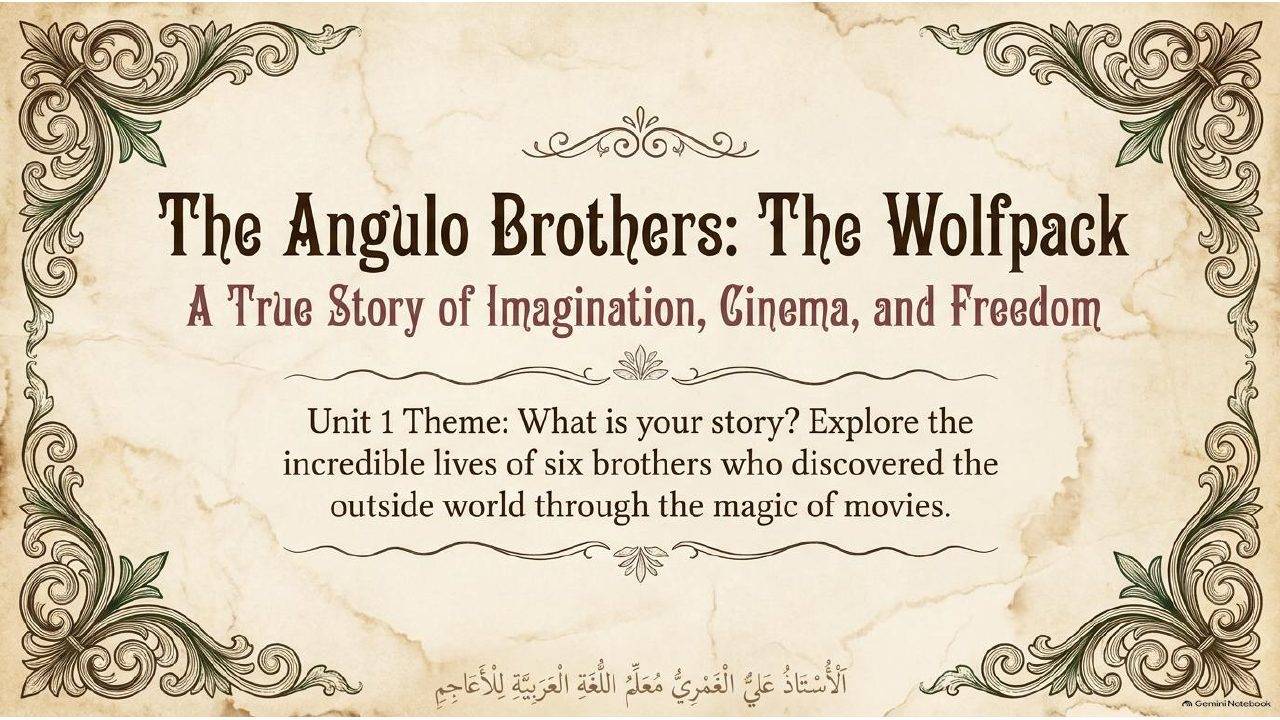 The Angulo Brothers: The Wolfpack
A True Story of Imagination, Cinema, and Freedom
Unit 1 Theme: What is your story? Explore the
incredible lives of six brothers who discovered the
outside world through the magic of movies.
اَلْأُسْتَاذُ عَلِيُّ الْغَمْرِيُّ مُعَلِّمُ اللُّغَةِ الْعَرَبِيَّةِ لِلْأَعَاجِمِ
Gemini Notebook